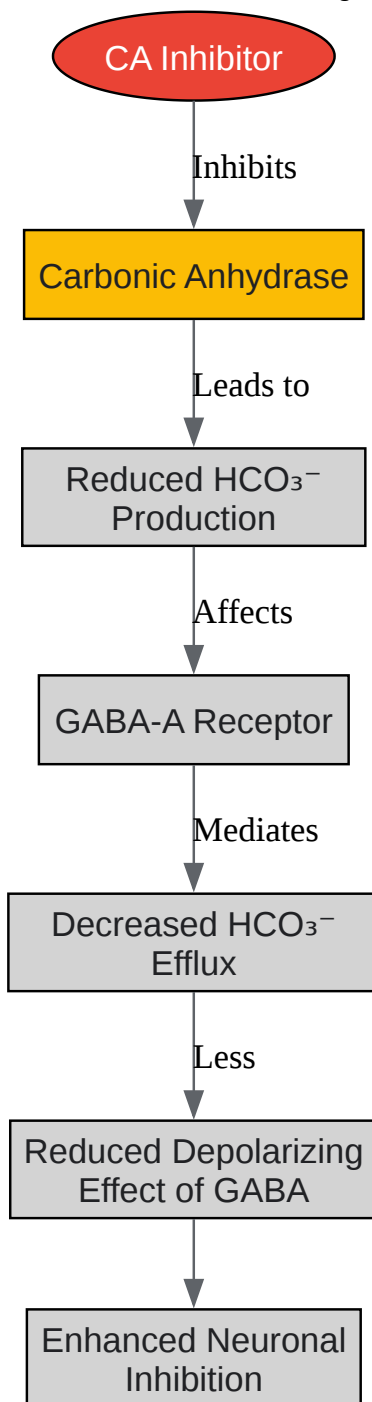 CA Inhibitor
Inhibits
Carbonic Anhydrase
Leads to
Reduced HCO₃⁻
Production
Affects
GABA-A Receptor
Mediates
Decreased HCO₃⁻
Efflux
Less
Reduced Depolarizing
Effect of GABA
Enhanced Neuronal
Inhibition